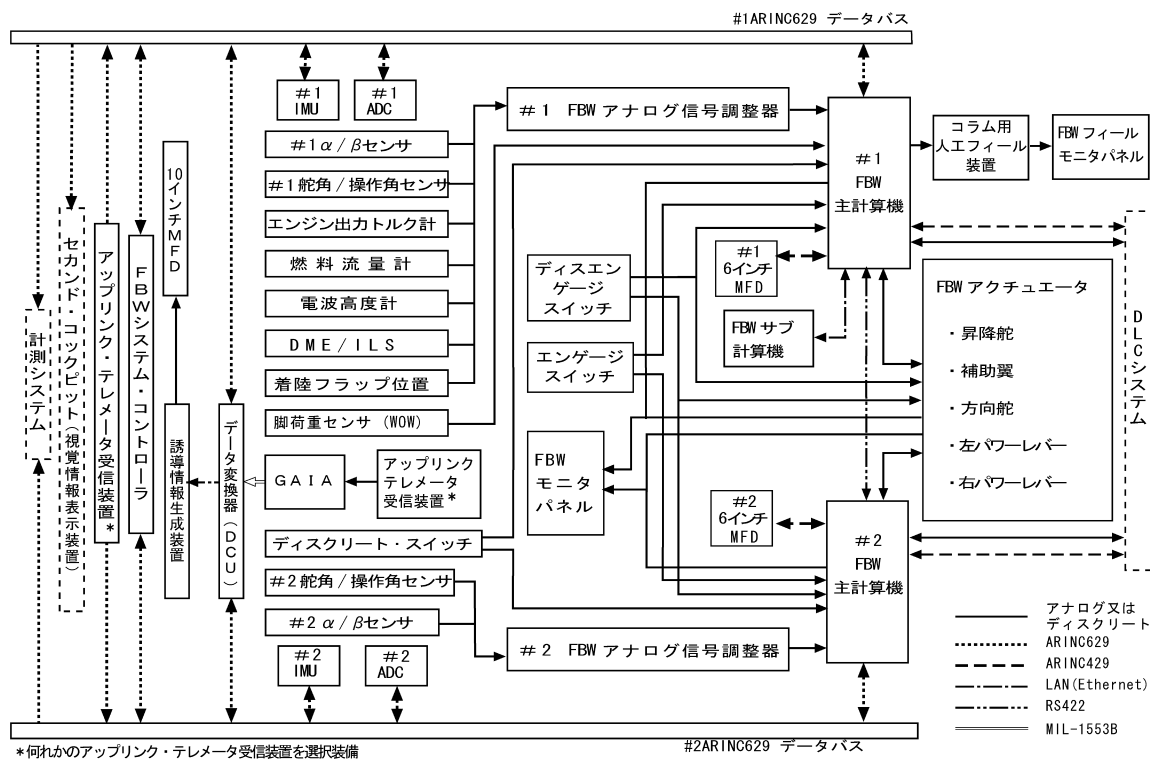 #1ARINC629 データバス
#1
IMU
#1
ADC
#1α/βセンサ
#1舵角/操作角センサ
エンジン出力トルク計
燃料流量計
電波高度計
DME/ILS
着陸フラップ位置
脚荷重センサ (WOW)
#1 FBWアナログ信号調整器
#1
FBW
主計算機
コラム用
人工フィール
装置
FBWフィール
モニタパネル
10インチMFD
セカンド・コックピット(視覚情報表示装置)
アップリンク・テレメータ受信装置*
FBWシステム・コントローラ
計測システム
誘導情報生成装置
データ変換器(DCU)
GAIA
アップリンク
テレメータ
受信装置*
ディスエン
ゲージ
スイッチ
エンゲージ
スイッチ
#1
6インチ
MFD
FBWサブ
計算機
FBW
モニタ
パネル
#2
6インチ
MFD
FBWアクチュエータ
・昇降舵
・補助翼
・方向舵
・左パワーレバー
・右パワーレバー
DLCシステム
ディスクリート・スイッチ
#2舵角/操作角センサ
#2 α/βセンサ
#2
IMU
#2
ADC
#2 FBWアナログ信号調整器
#2
FBW
主計算機
アナログ又は
ディスクリート
ARINC629
ARINC429
LAN(Ethernet)
RS422
MIL-1553B
#2ARINC629 データバス
*何れかのアップリンク・テレメータ受信装置を選択装備